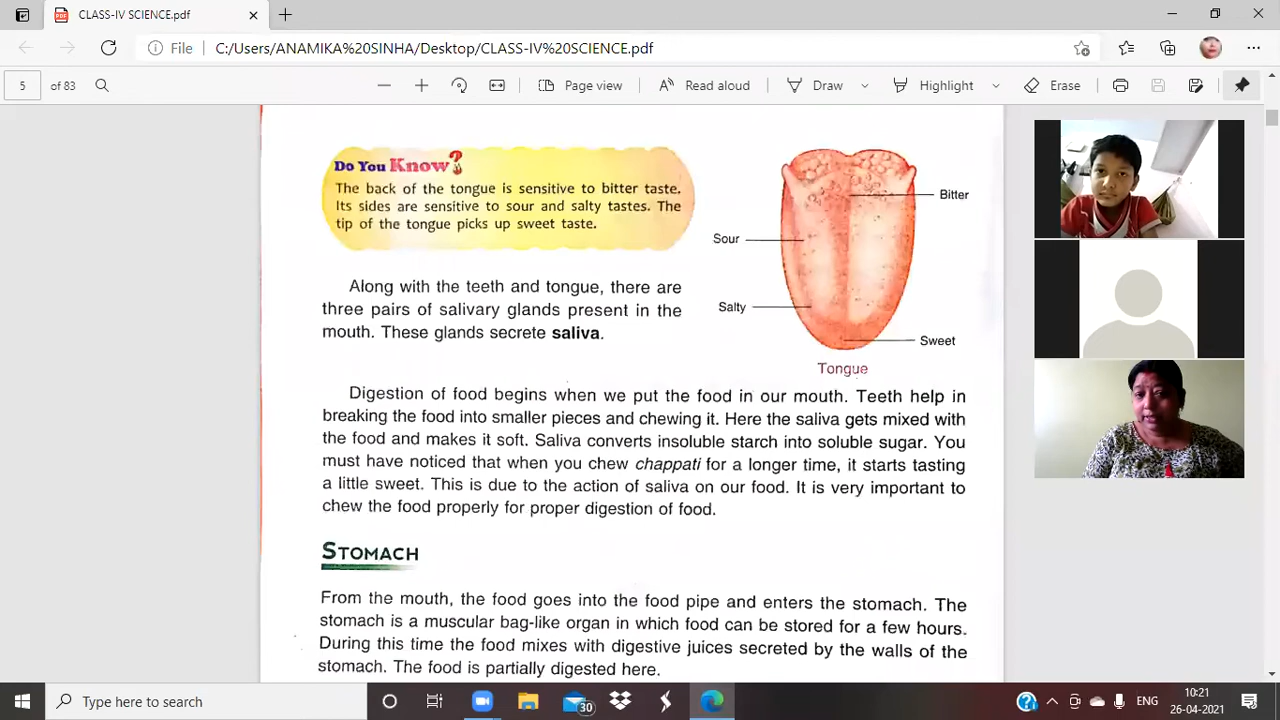 CLASS-IV SCIENCE.pdf
File C:/Users/ANAMIKA%20SINHA/Desktop/CLASS-IV%20SCIENCE.pdf
5 of 83 Page view Read aloud Draw Highlight Erase
Do You Know?
The back of the tongue is sensitive to bitter taste.
Its sides are sensitive to sour and salty tastes. The
tip of the tongue picks up sweet taste.
Bitter
Sour
Salty
Sweet
Tongue
Along with the teeth and tongue, there are
three pairs of salivary glands present in the
mouth. These glands secrete saliva.
Digestion of food begins when we put the food in our mouth. Teeth help in
breaking the food into smaller pieces and chewing it. Here the saliva gets mixed with
the food and makes it soft. Saliva converts insoluble starch into soluble sugar. You
must have noticed that when you chew chappati for a longer time, it starts tasting
a little sweet. This is due to the action of saliva on our food. It is very important to
chew the food properly for proper digestion of food.
STOMACH
From the mouth, the food goes into the food pipe and enters the stomach. The
stomach is a muscular bag-like organ in which food can be stored for a few hours.
During this time the food mixes with digestive juices secreted by the walls of the
stomach. The food is partially digested here.
Type here to search
30
ENG
10:21
26-04-2021